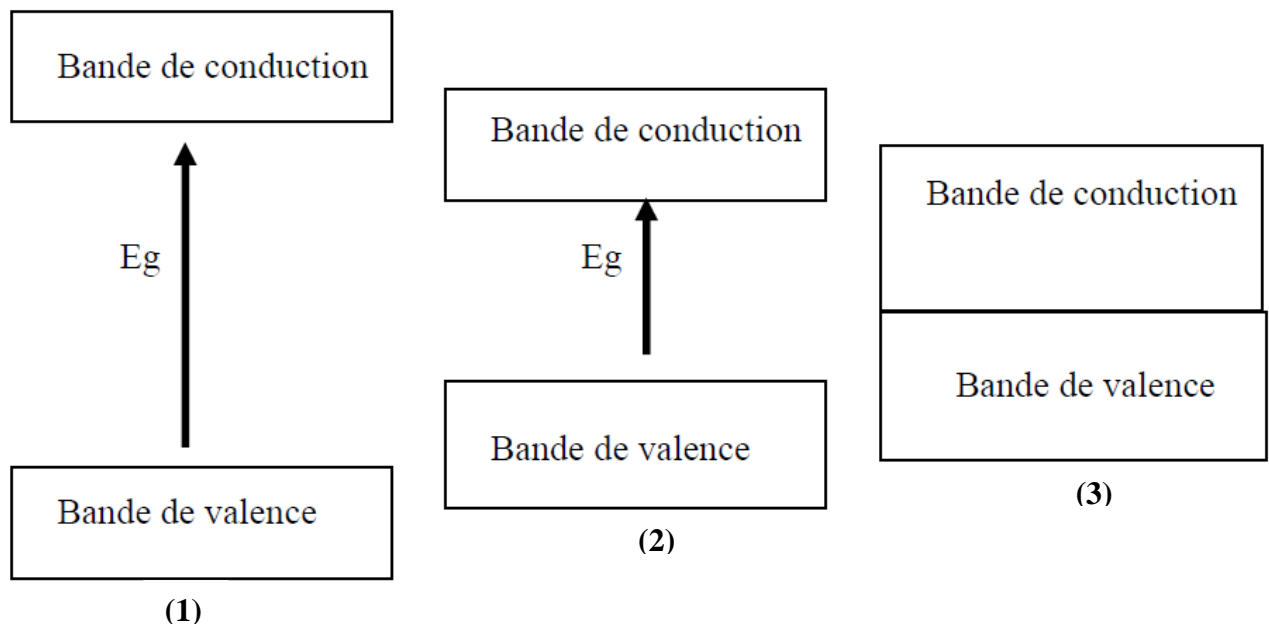 Bande de conduction
Eg
Bande de valence
(1)
Bande de conduction
Eg
Bande de valence
(2)
Bande de conduction
Bande de valence
(3)